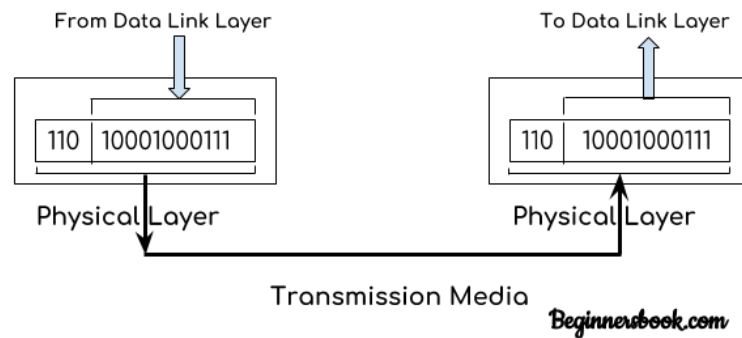 From Data Link Layer
To Data Link Layer
110 10001000111
110 10001000111
Physical Layer
Physical Layer
Transmission Media
Beginnersbook.com